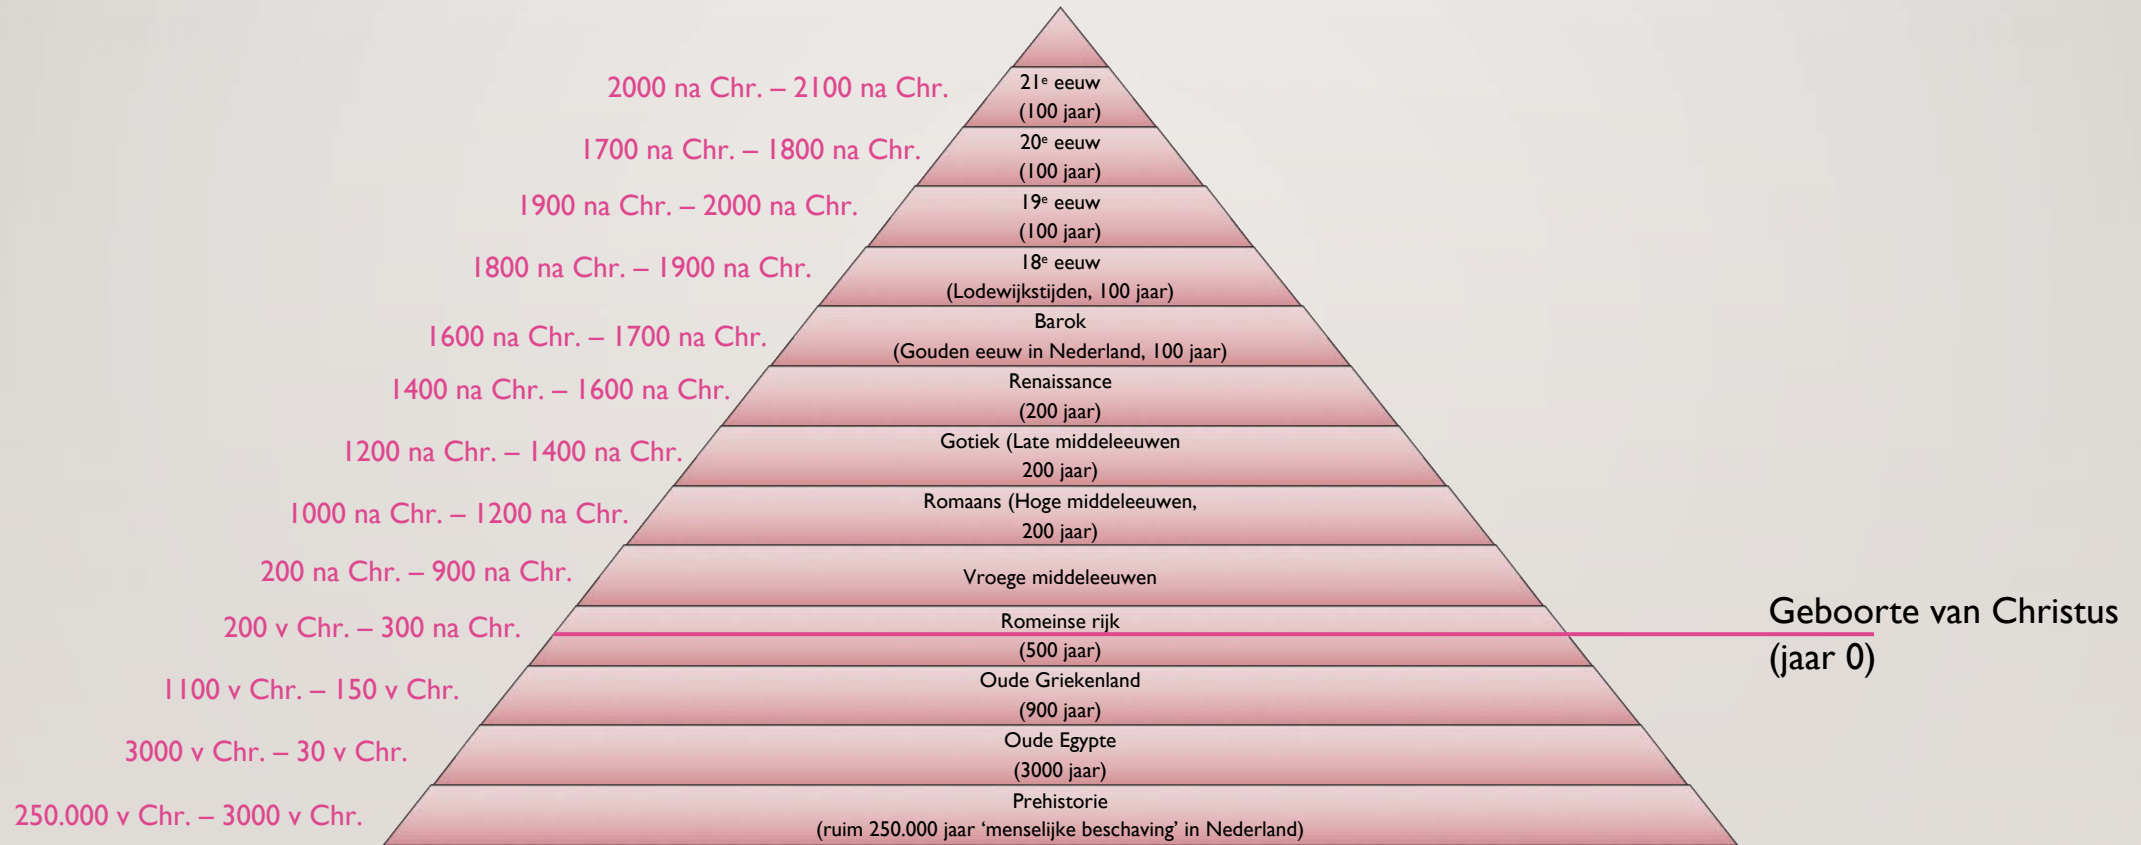 2000 na Chr. – 2100 na Chr.
21e eeuw
(100 jaar)
1700 na Chr. – 1800 na Chr.
20e eeuw
(100 jaar)
1900 na Chr. – 2000 na Chr.
19e eeuw
(100 jaar)
1800 na Chr. – 1900 na Chr.
18e eeuw
(Lodewijkstijden, 100 jaar)
1600 na Chr. – 1700 na Chr.
Barok
(Gouden eeuw in Nederland, 100 jaar)
1400 na Chr. – 1600 na Chr.
Renaissance
(200 jaar)
1200 na Chr. – 1400 na Chr.
Gotiek (Late middeleeuwen
200 jaar)
1000 na Chr. – 1200 na Chr.
Romaans (Hoge middeleeuwen,
200 jaar)
200 na Chr. – 900 na Chr.
Vroege middeleeuwen
200 v Chr. – 300 na Chr.
Romeinse rijk
(500 jaar)
Geboorte van Christus
(jaar 0)
1100 v Chr. – 150 v Chr.
Oude Griekenland
(900 jaar)
3000 v Chr. – 30 v Chr.
Oude Egypte
(3000 jaar)
250.000 v Chr. – 3000 v Chr.
Prehistorie
(ruim 250.000 jaar ‘menselijke beschaving’ in Nederland)